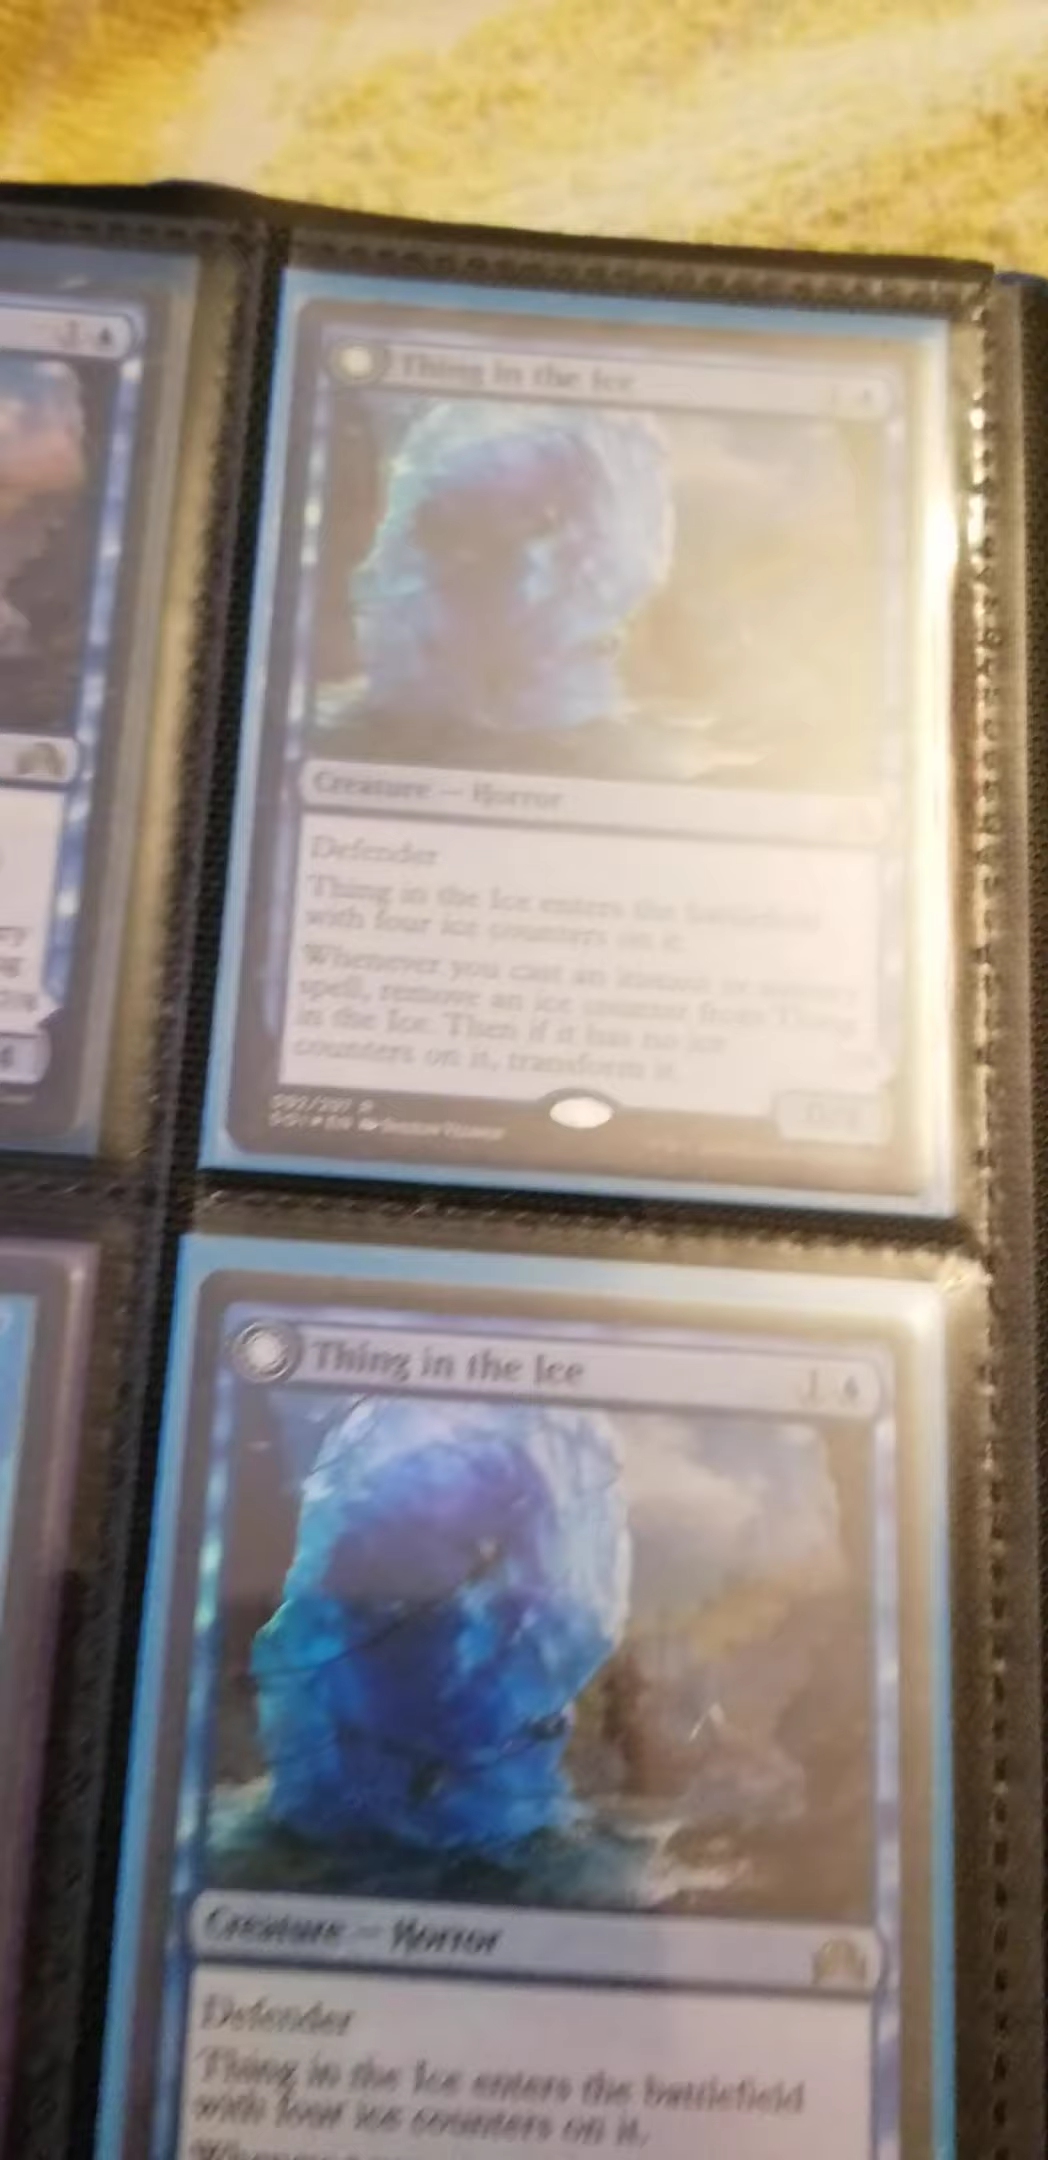 Thing in the Ice
Creature — Horror
Defender
Thing in the Ice enters the battlefield
with four ice counters on it.
Whenever you cast an instant or sorcery
spell, remove an ice counter from Thing
in the Ice. Then if it has no ice
counters on it, transform it.
Thing in the Ice
1
Creature — Horror
Defender
Thing in the Ice enters the battlefield
with four ice counters on it.